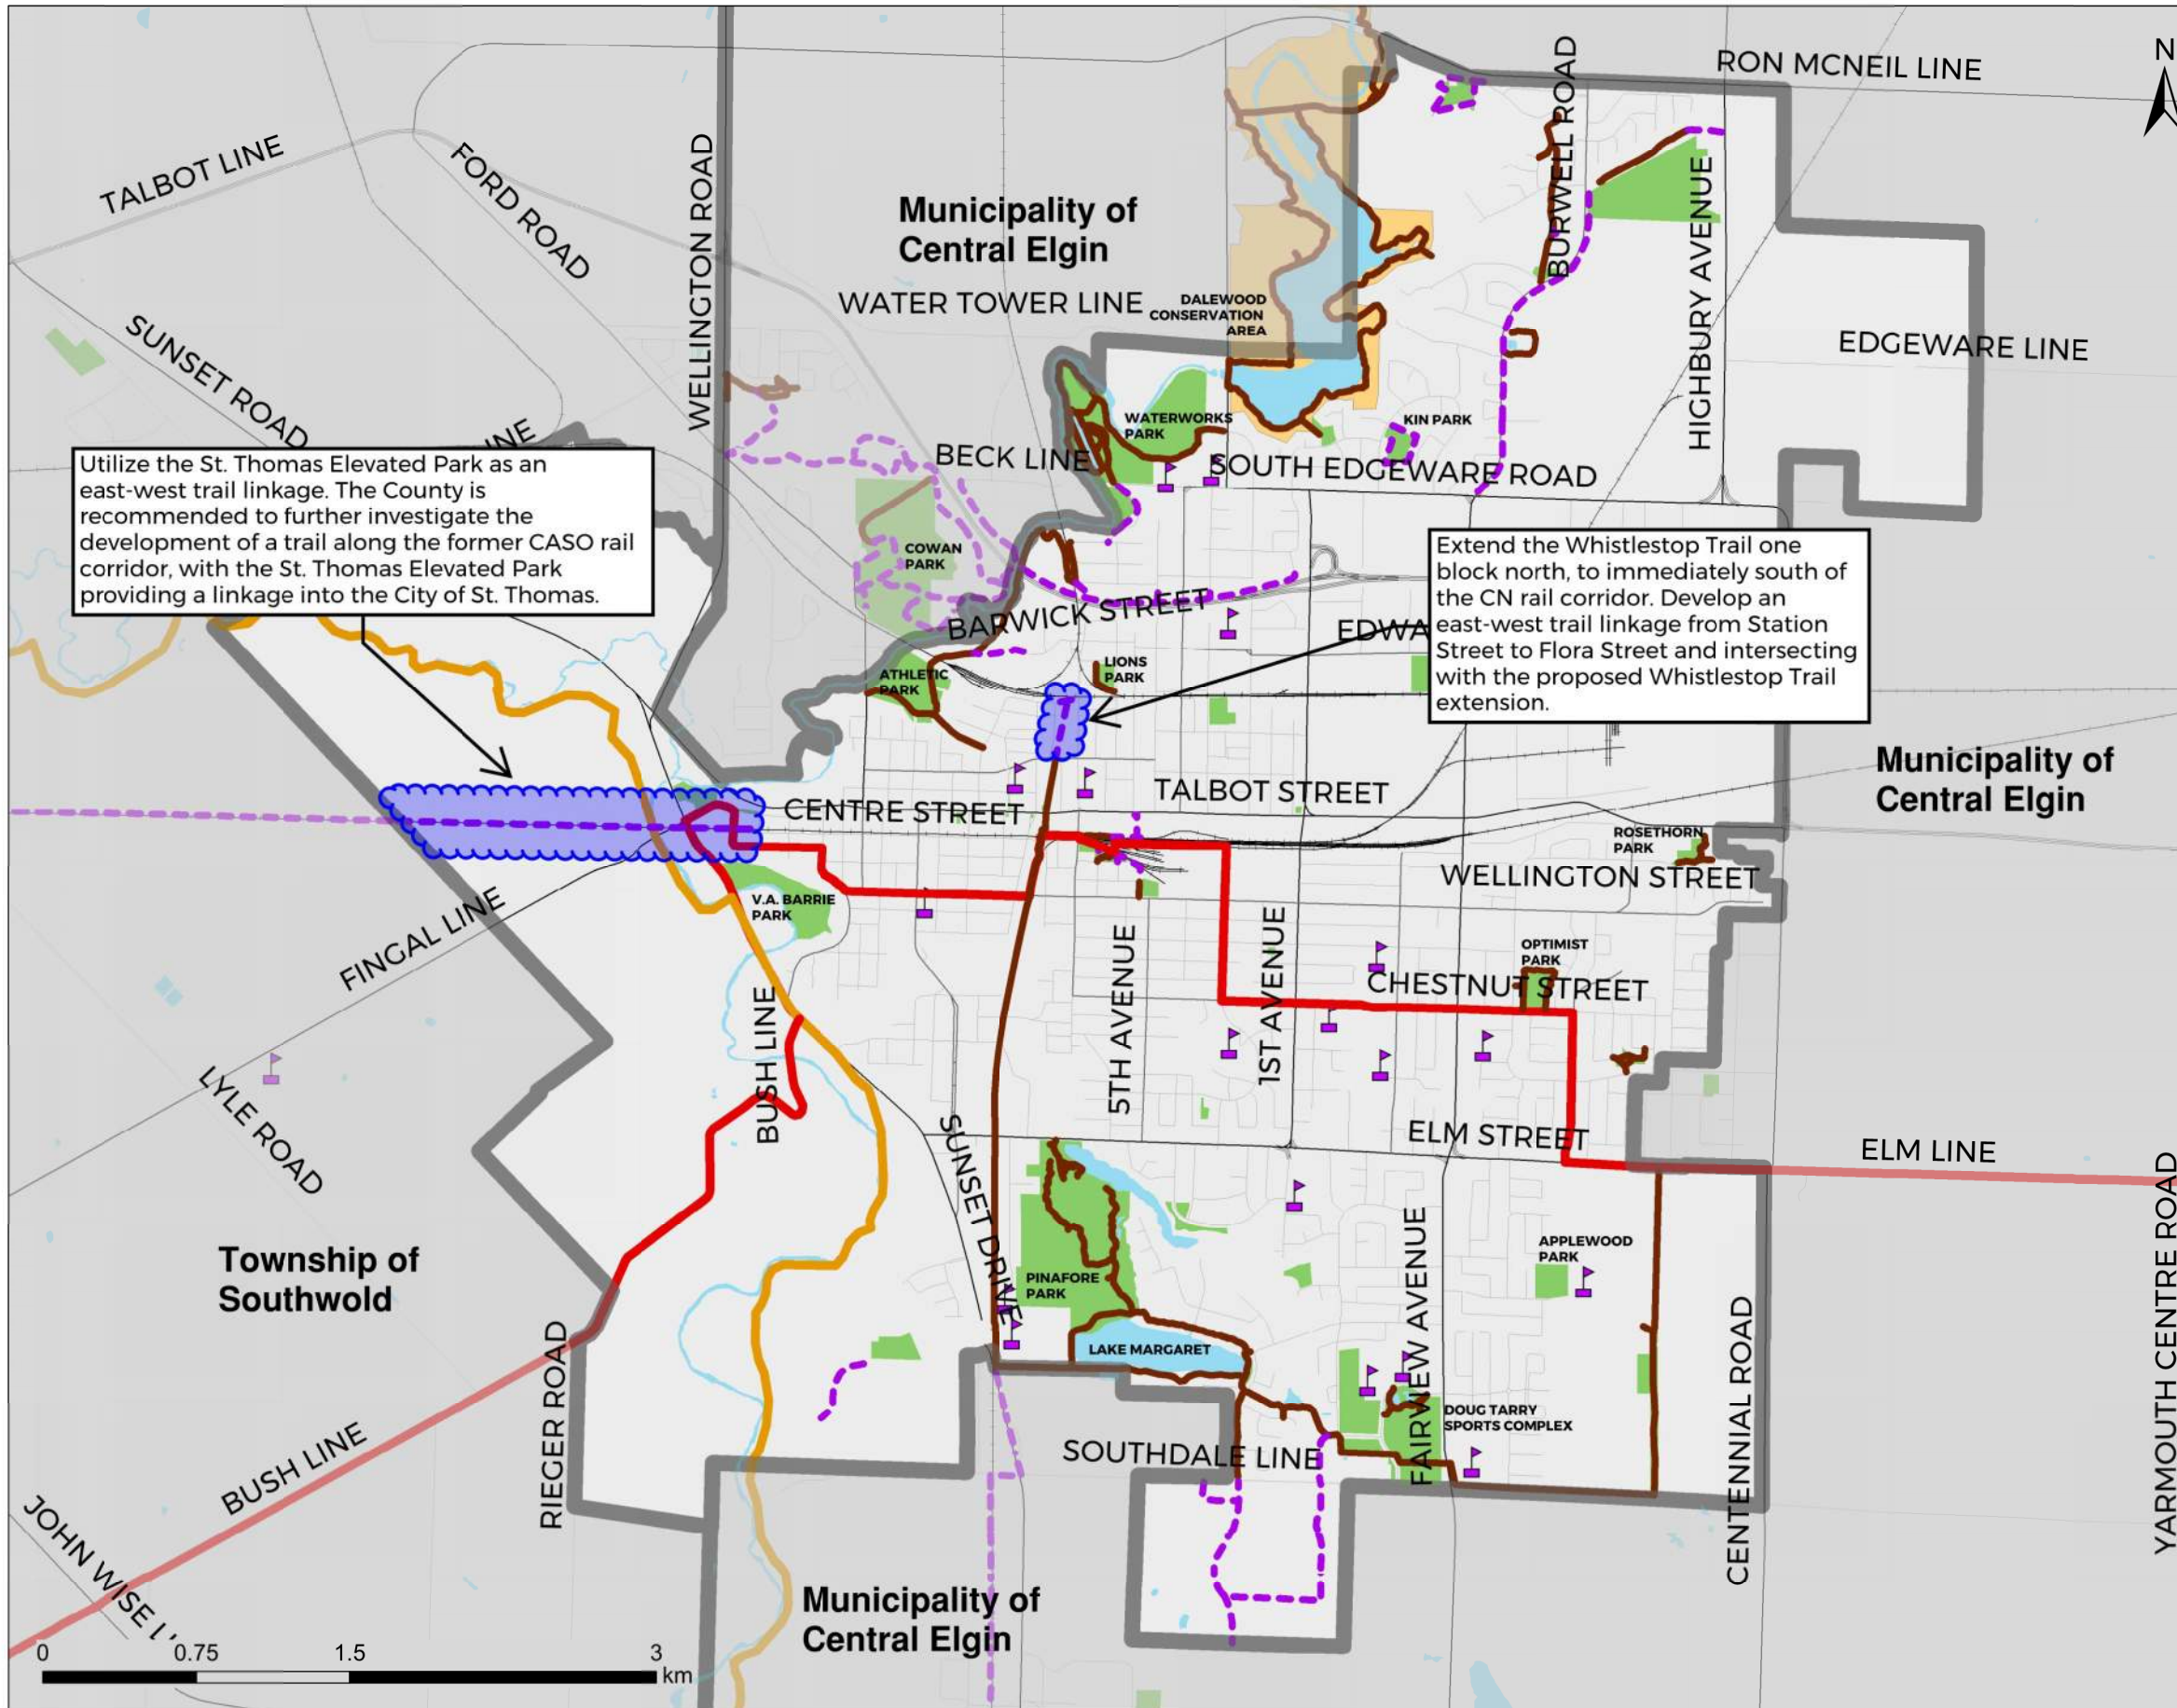 RON MCNEIL LINE
N
TALBOT LINE
FORD ROAD
WELLINGTON ROAD
BURWELL ROAD
HIGHBURY AVENUE
Municipality of
Central Elgin
WATER TOWER LINE
DALEWOOD
CONSERVATION
AREA
EDGEWARE LINE
SUNSET ROAD
WATERWORKS
PARK
KIN PARK
BECK LINE
SOUTH EDGEWARE ROAD
Utilize the St. Thomas Elevated Park as an
east-west trail linkage. The County is
recommended to further investigate the
development of a trail along the former CASO rail
corridor, with the St. Thomas Elevated Park
providing a linkage into the City of St. Thomas.
Extend the Whistlestop Trail one
block north, to immediately south of
the CN rail corridor. Develop an
east-west trail linkage from Station
Street to Flora Street and intersecting
with the proposed Whistlestop Trail
extension.
COWAN
PARK
BARWICK STREET
EDWA
LIONS
PARK
ATHLETIC
PARK
Municipality of
Central Elgin
TALBOT STREET
CENTRE STREET
ROSETHORN
PARK
WELLINGTON STREET
V.A. BARRIE
PARK
FINGAL LINE
OPTIMIST
PARK
CHESTNUT STREET
5TH AVENUE
1ST AVENUE
BUSH LINE
LYLE ROAD
ELM STREET
ELM LINE
SUNSET DRIVE
YARMOUTH CENTRE ROAD
Township of
Southwold
APPLEWOOD
PARK
PINAFORE
PARK
FAIRVIEW AVENUE
CENTENNIAL ROAD
LAKE MARGARET
RIEGER ROAD
DOUG TARRY
SPORTS COMPLEX
BUSH LINE
SOUTHDALE LINE
JOHN WISE L
Municipality of
Central Elgin
0 0.75 1.5 3
km